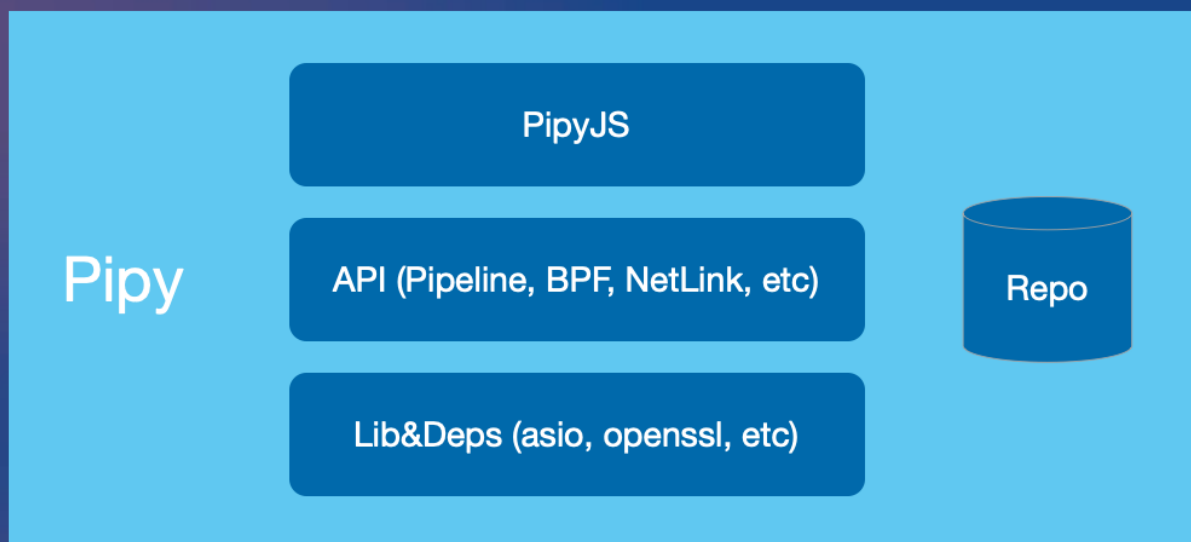 PipyJS
Pipy
API (Pipeline, BPF, NetLink, etc)
Repo
Lib&Deps (asio, openssl, etc)